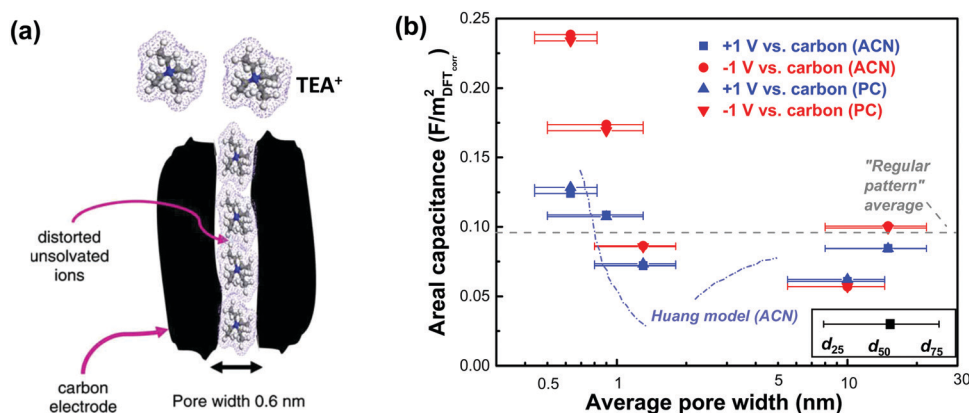 (a)
TEA+
distorted
unsolvated
ions
carbon
electrode
Pore width 0.6 nm
(b)
Areal capacitance (F/m²DFTcorr)
0.25
0.20
0.15
0.10
0.05
0.00
+1 V vs. carbon (ACN)
-1 V vs. carbon (ACN)
+1 V vs. carbon (PC)
-1 V vs. carbon (PC)
"Regular
pattern"
average
Huang model (ACN)
d25 d50 d75
0.5 1 5 10 30
Average pore width (nm)